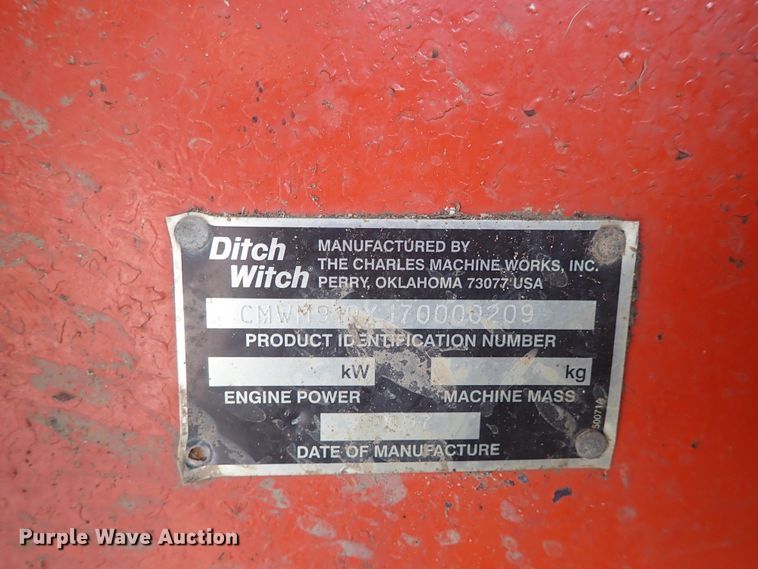 Ditch Witch
MANUFACTURED BY
THE CHARLES MACHINE WORKS, INC.
PERRY, OKLAHOMA 73077 USA
PRODUCT IDENTIFICATION NUMBER
kW
kg
ENGINE POWER
MACHINE MASS
DATE OF MANUFACTURE
Purple Wave Auction